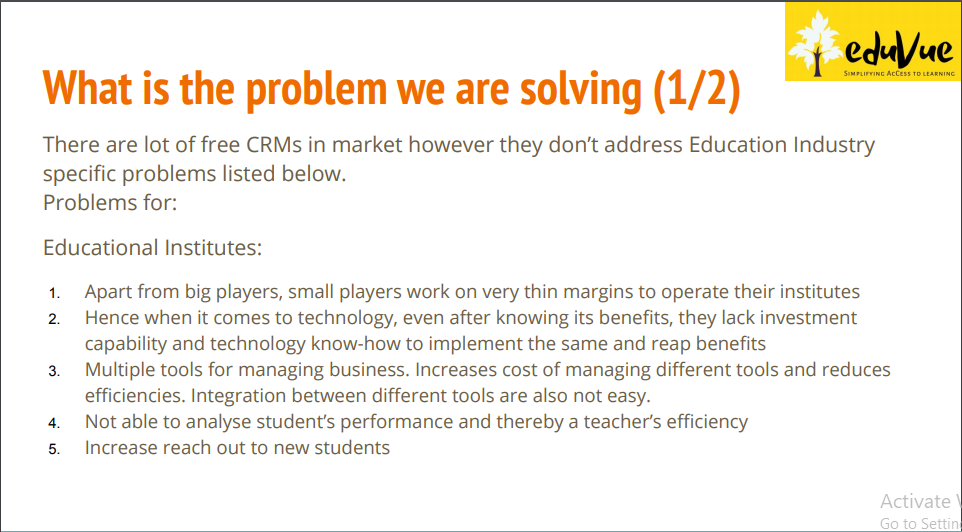 eduVue
SIMPLIFYING ACCESS TO LEARNING
What is the problem we are solving (1/2)
There are lot of free CRMs in market however they don’t address Education Industry
specific problems listed below.
Problems for:
Educational Institutes:
1. Apart from big players, small players work on very thin margins to operate their institutes
2. Hence when it comes to technology, even after knowing its benefits, they lack investment
capability and technology know-how to implement the same and reap benefits
3. Multiple tools for managing business. Increases cost of managing different tools and reduces
efficiencies. Integration between different tools are also not easy.
4. Not able to analyse student’s performance and thereby a teacher’s efficiency
5. Increase reach out to new students
Activate
Go to Settin